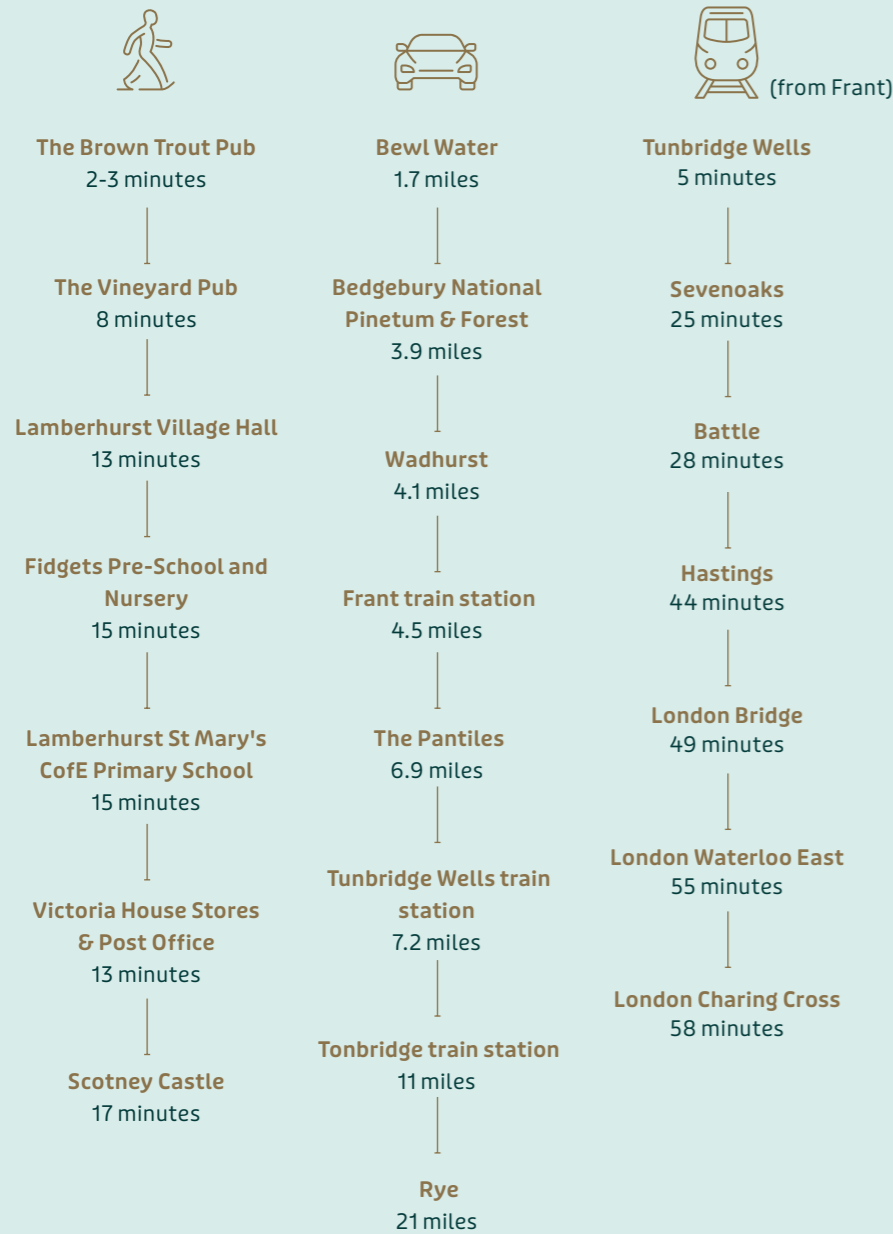 (from Frant)
The Brown Trout Pub
2-3 minutes
The Vineyard Pub
8 minutes
Lamberhurst Village Hall
13 minutes
Fidgets Pre-School and
Nursery
15 minutes
Lamberhurst St Mary's
CofE Primary School
15 minutes
Victoria House Stores
& Post Office
13 minutes
Scotney Castle
17 minutes
Bewl Water
1.7 miles
Bedgebury National
Pinetum & Forest
3.9 miles
Wadhurst
4.1 miles
Frant train station
4.5 miles
The Pantiles
6.9 miles
Tunbridge Wells train
station
7.2 miles
Tonbridge train station
11 miles
Rye
21 miles
Tunbridge Wells
5 minutes
Sevenoaks
25 minutes
Battle
28 minutes
Hastings
44 minutes
London Bridge
49 minutes
London Waterloo East
55 minutes
London Charing Cross
58 minutes